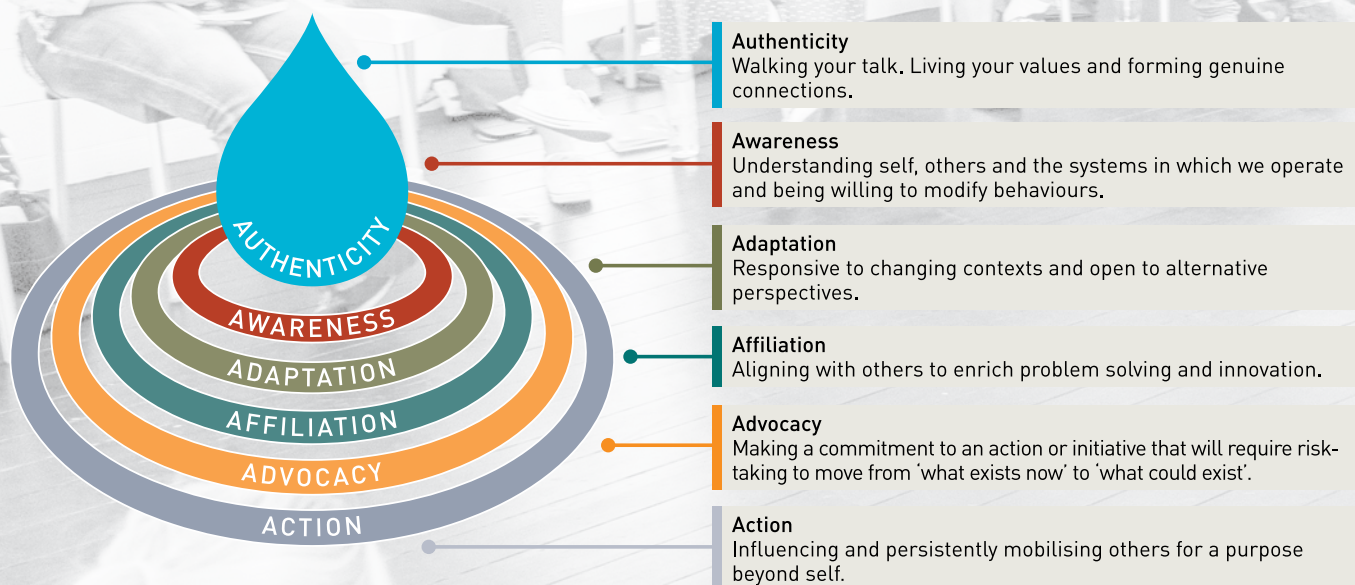 AUTHENTICITY
AWARENESS
ADAPTATION
AFFILIATION
ADVOCACY
ACTION
Authenticity
Walking your talk. Living your values and forming genuine
connections.
Awareness
Understanding self, others and the systems in which we operate
and being willing to modify behaviours.
Adaptation
Responsive to changing contexts and open to alternative
perspectives.
Affiliation
Aligning with others to enrich problem solving and innovation.
Advocacy
Making a commitment to an action or initiative that will require risk-
taking to move from ‘what exists now’ to ‘what could exist’.
Action
Influencing and persistently mobilising others for a purpose
beyond self.